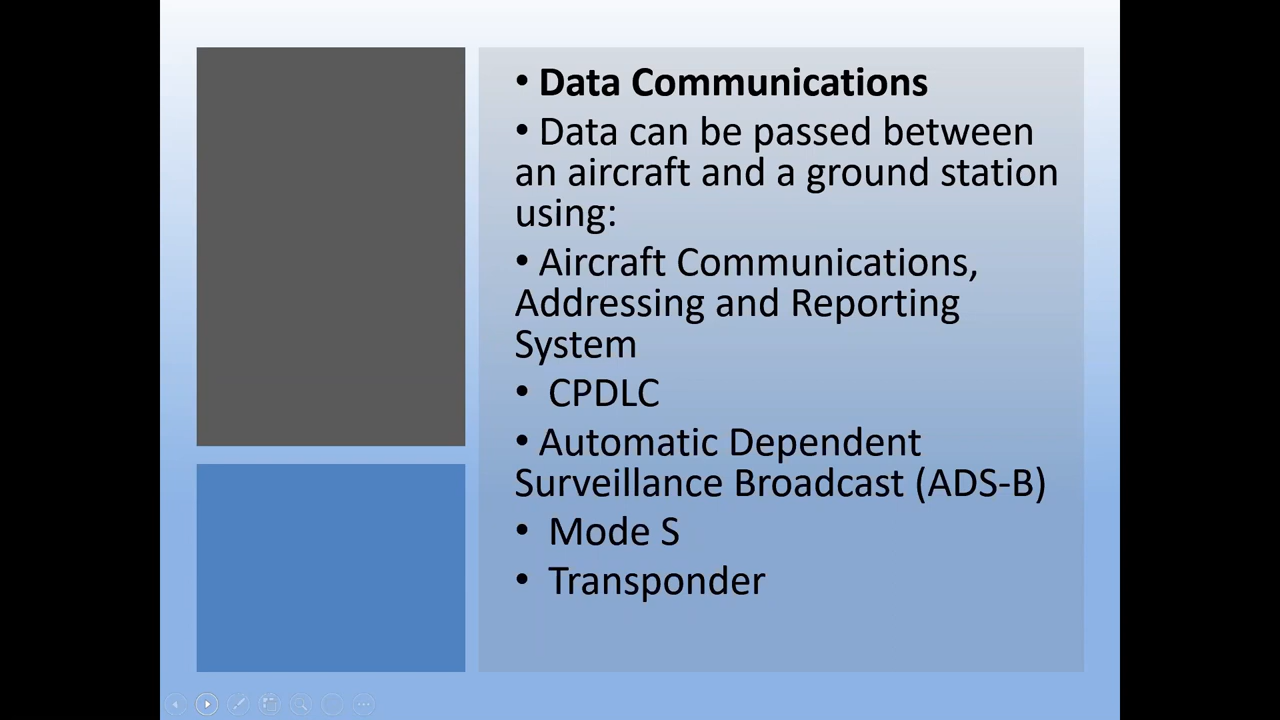 • Data Communications
• Data can be passed between
an aircraft and a ground station
using:
• Aircraft Communications,
Addressing and Reporting
System
• CPDLC
• Automatic Dependent
Surveillance Broadcast (ADS-B)
• Mode S
• Transponder